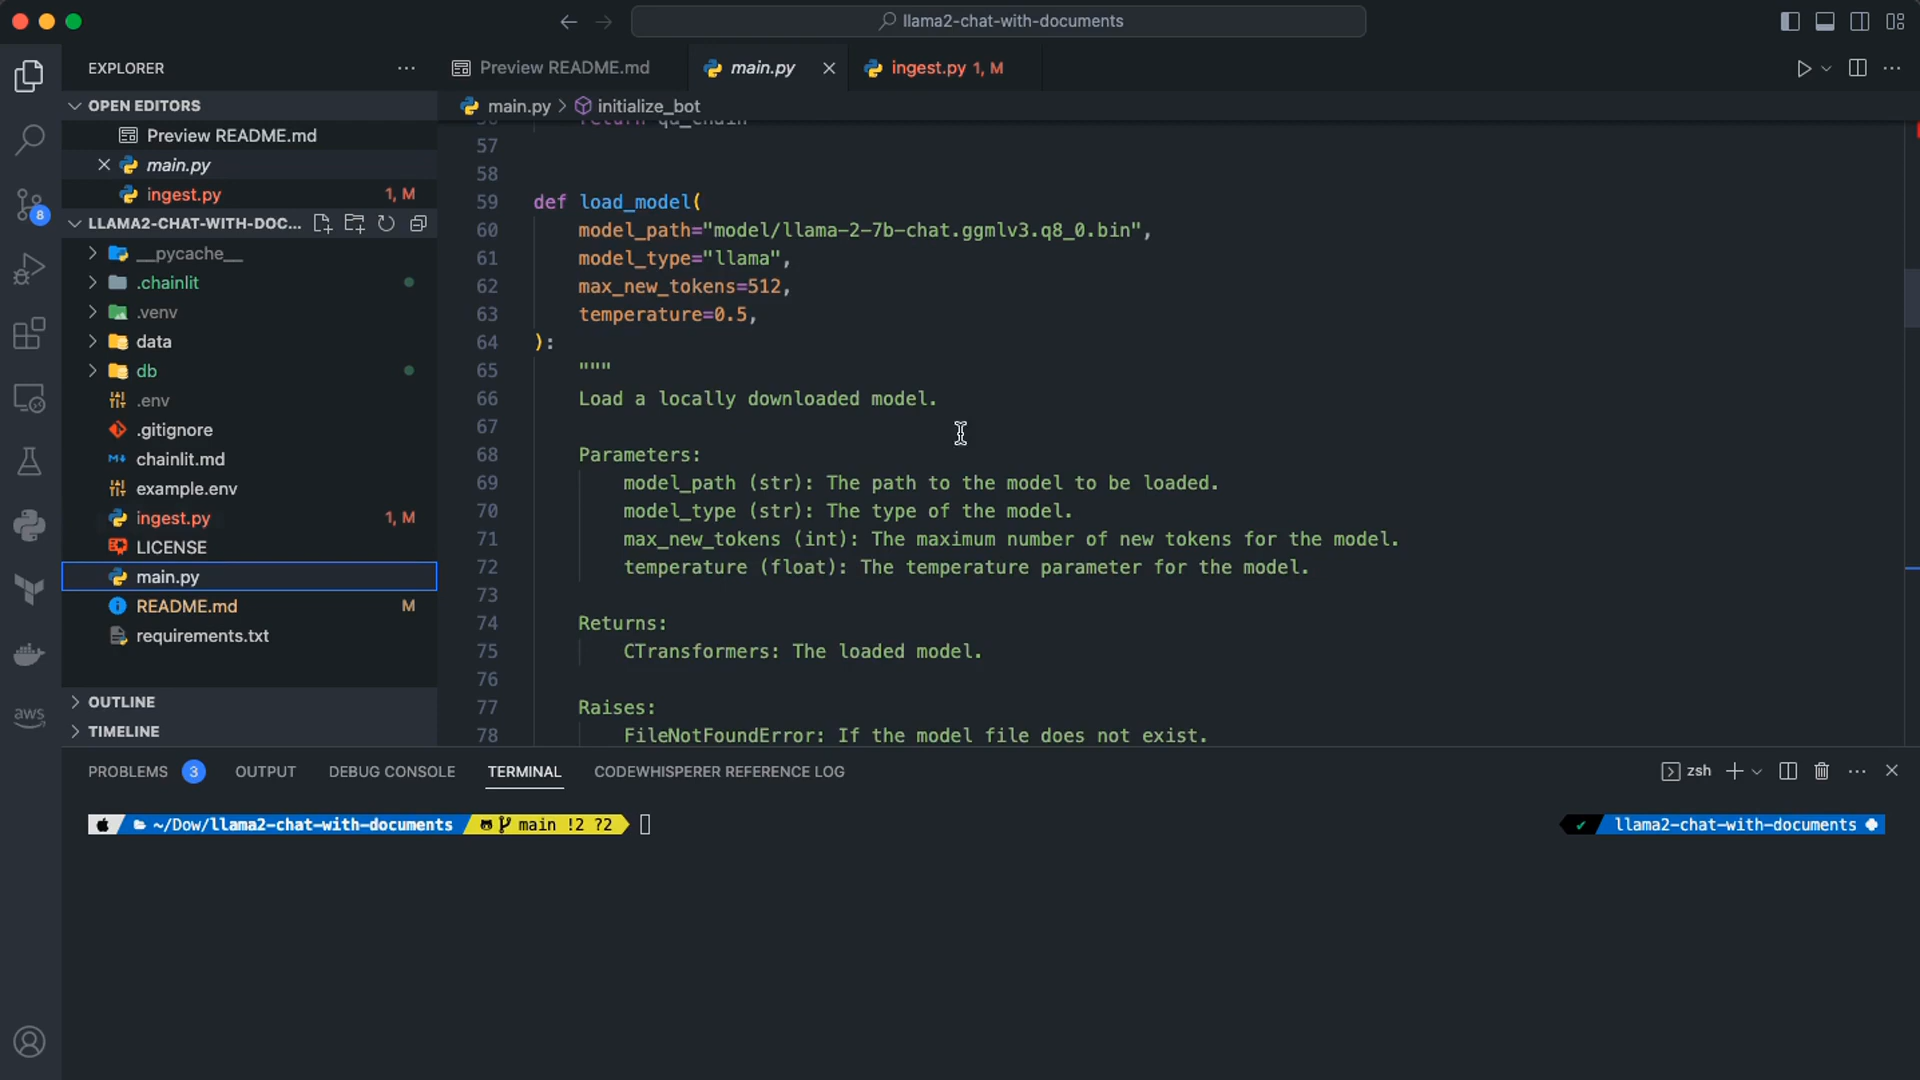 llama2-chat-with-documents
EXPLORER
Preview README.md
main.py
ingest.py 1, M
OPEN EDITORS
Preview README.md
main.py
ingest.py 1, M
LLAMA2-CHAT-WITH-DOC...
__pycache__
.chainlit
.venv
data
db
.env
.gitignore
chainlit.md
example.env
ingest.py 1, M
LICENSE
main.py
README.md M
requirements.txt
OUTLINE
TIMELINE
8
aws
main.py > initialize_bot
56 return qa_chain
57
58
59 def load_model(
60 model_path="model/llama-2-7b-chat.ggmlv3.q8_0.bin",
61 model_type="llama",
62 max_new_tokens=512,
63 temperature=0.5,
64 ):
65 """
66 Load a locally downloaded model.
67
68 Parameters:
69 model_path (str): The path to the model to be loaded.
70 model_type (str): The type of the model.
71 max_new_tokens (int): The maximum number of new tokens for the model.
72 temperature (float): The temperature parameter for the model.
73
74 Returns:
75 CTransformers: The loaded model.
76
77 Raises:
78 FileNotFoundError: If the model file does not exist.
PROBLEMS 3 OUTPUT DEBUG CONSOLE TERMINAL CODEWHISPERER REFERENCE LOG
zsh
~/Dow/llama2-chat-with-documents main !2 ?2
llama2-chat-with-documents